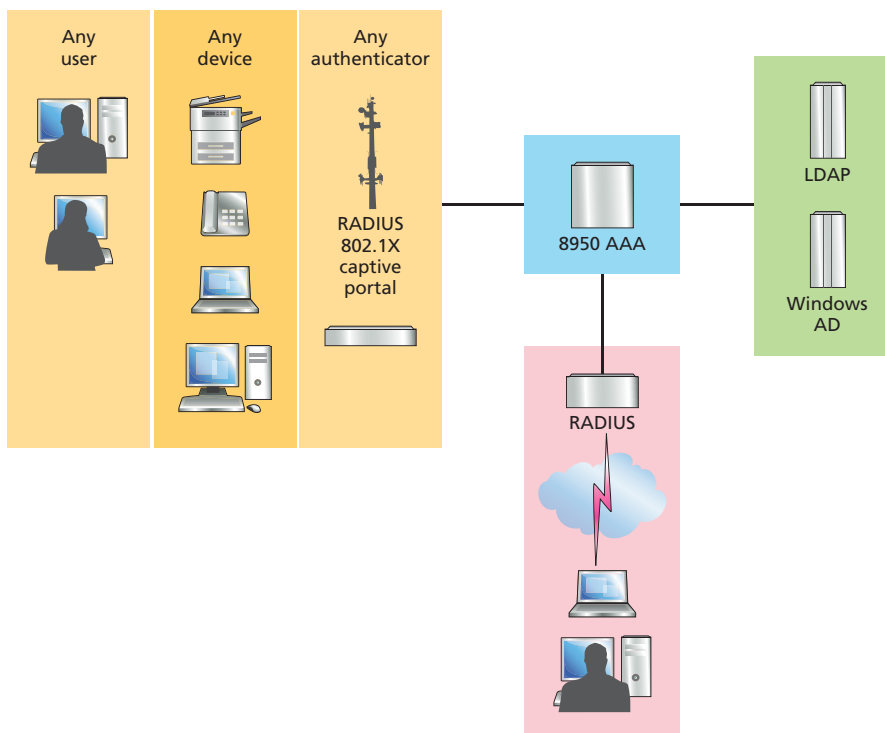 Any
user
Any
device
Any
authenticator
RADIUS
802.1X
captive
portal
8950 AAA
LDAP
Windows
AD
RADIUS